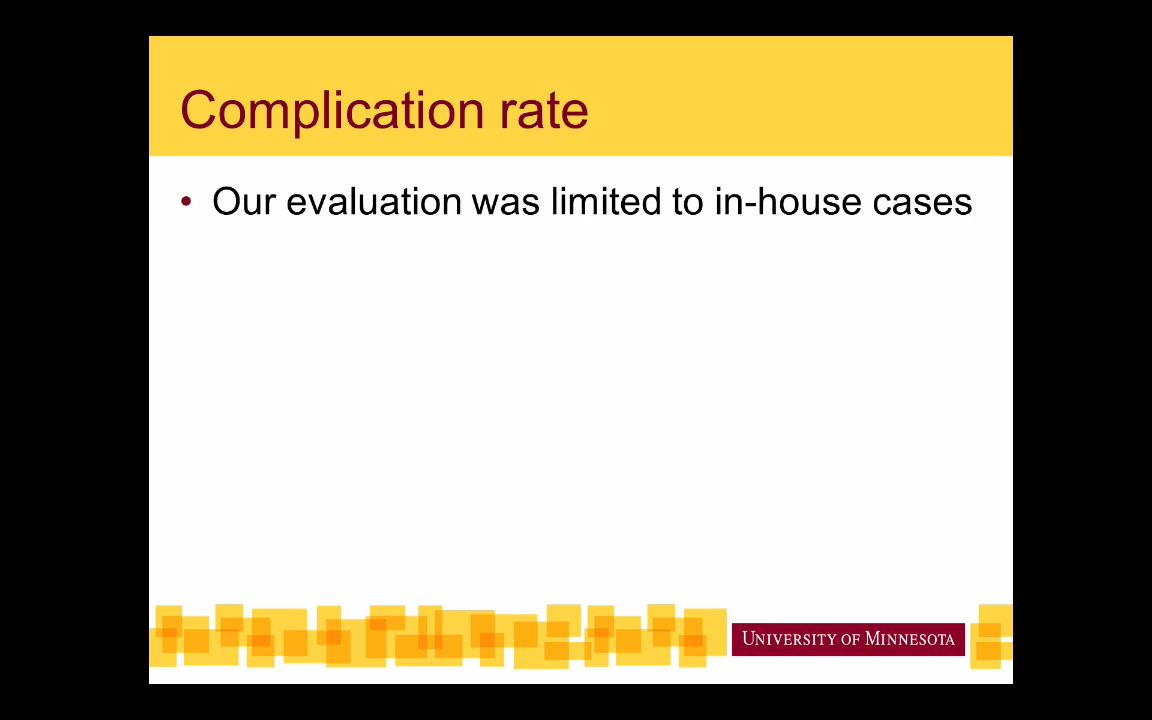 Complication rate
• Our evaluation was limited to in-house cases
UNIVERSITY OF MINNESOTA